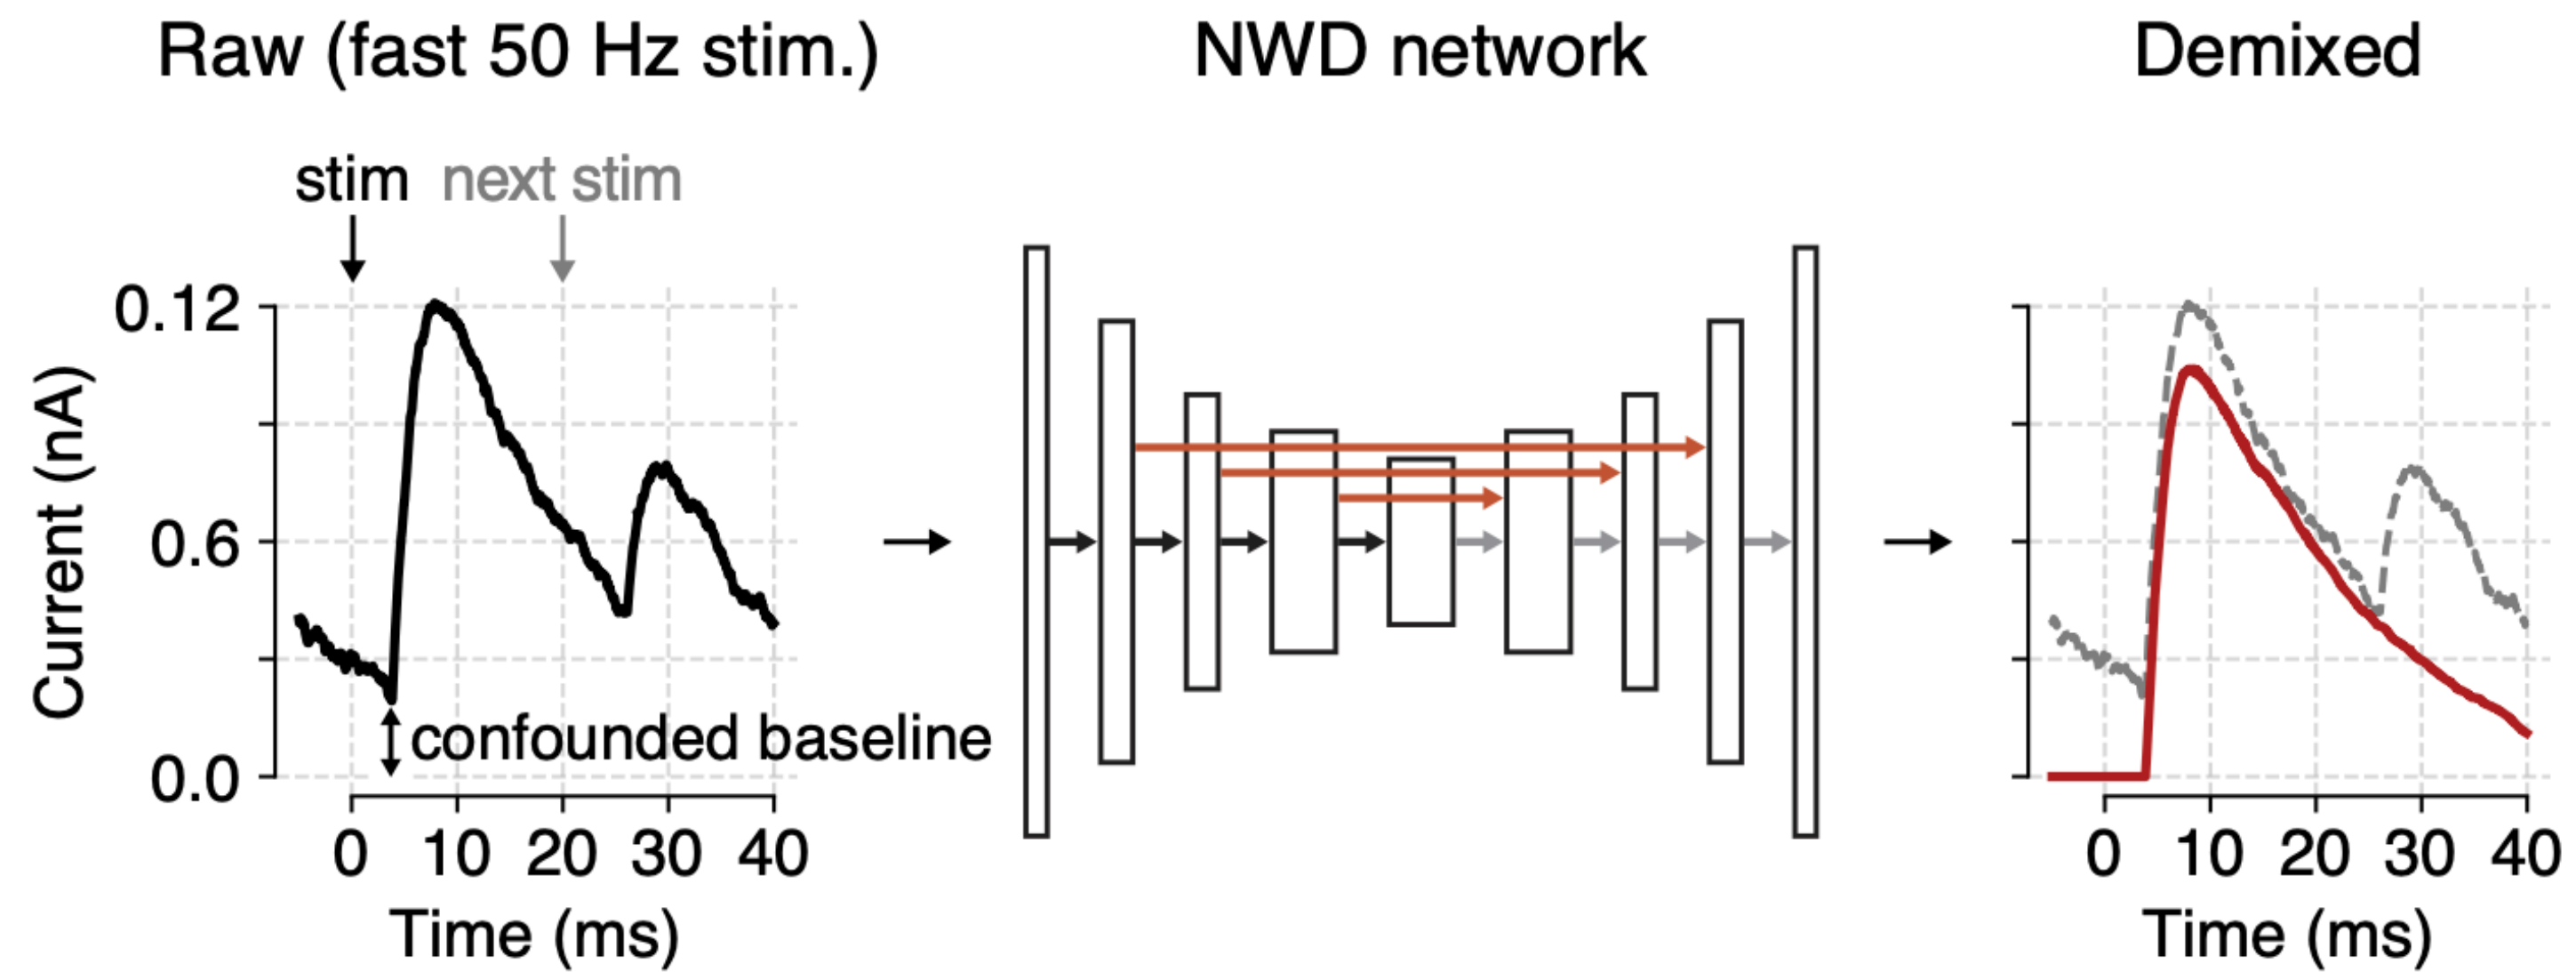 Raw (fast 50 Hz stim.)
NWD network
Demixed
stim
next stim
0.12
0.6
0.0
Current (nA)
confounded baseline
0 10 20 30 40
Time (ms)
0 10 20 30 40
Time (ms)